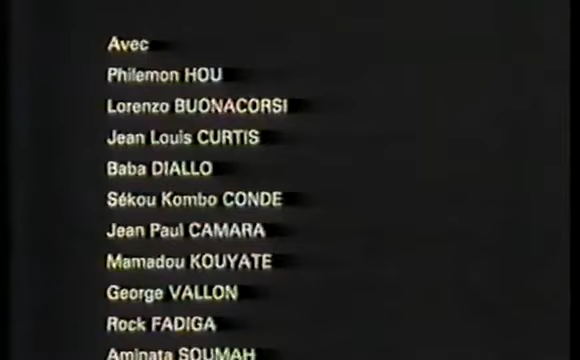 Avec
Philemon HOU
Lorenzo BUONACORSI
Jean Louis CURTIS
Baba DIALLO
Sékou Kombo CONDE
Jean Paul CAMARA
Mamadou KOUYATE
George VALLON
Rock FADIGA
Aminata SOUMAH